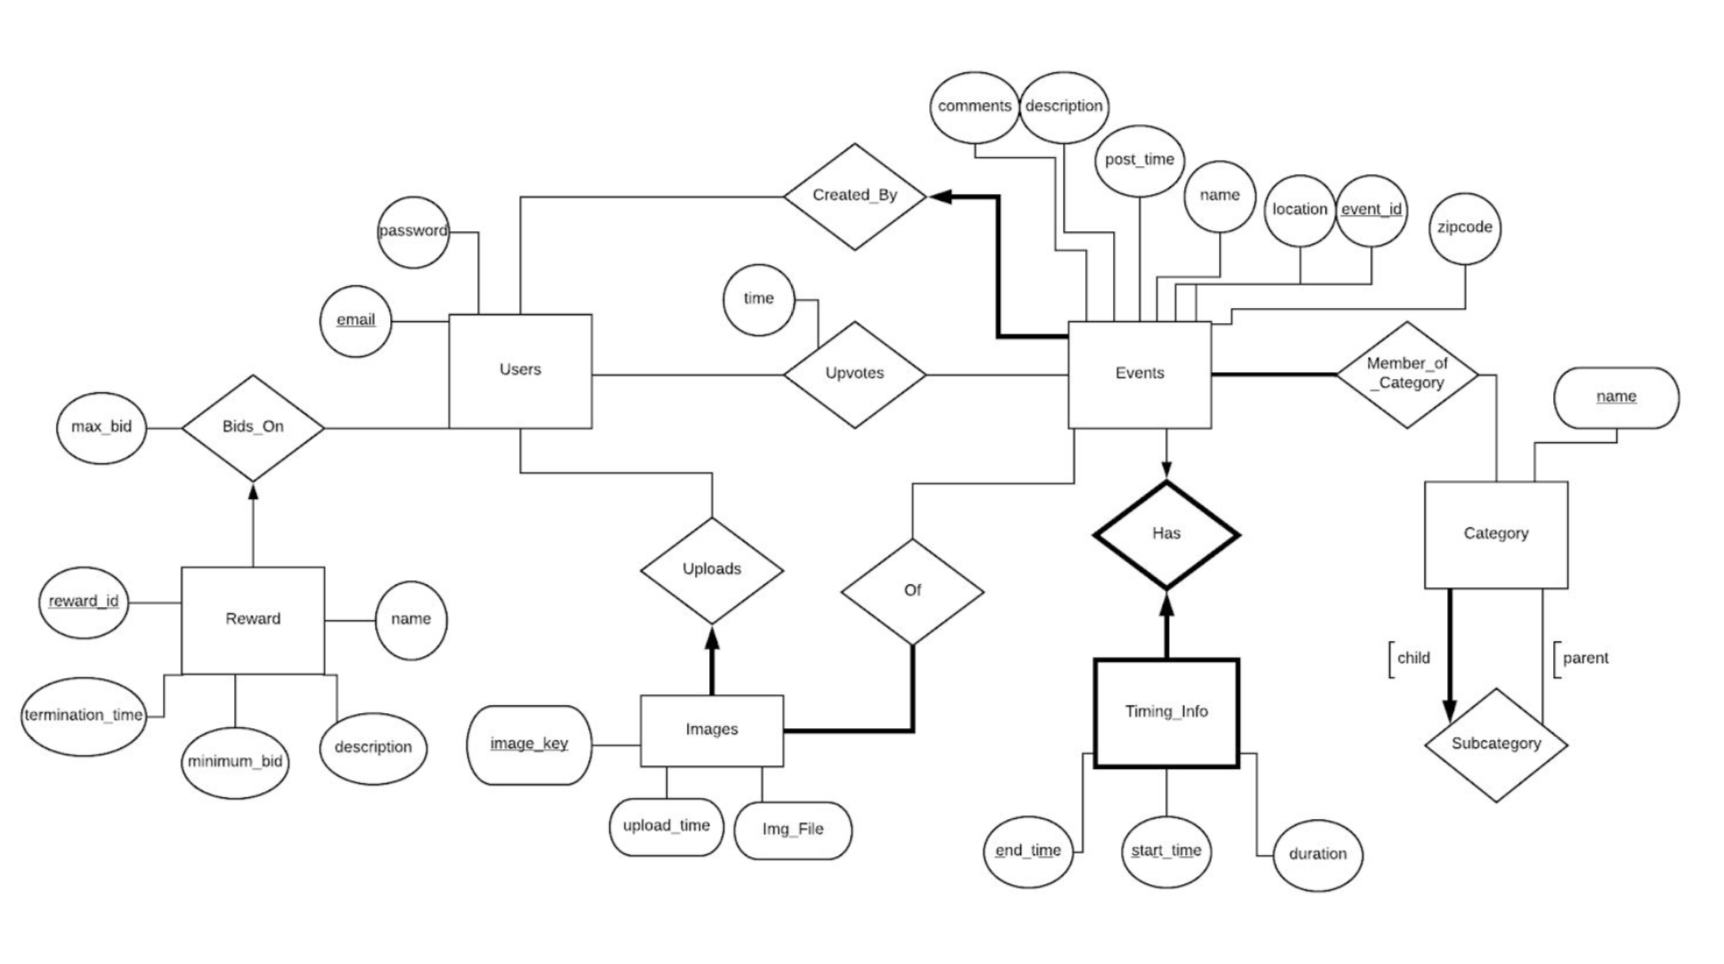 comments
description
post_time
name
location
event_id
zipcode
Created_By
password
time
email
Users
Upvotes
Events
Member_of
_Category
name
max_bid
Bids_On
Category
Has
Uploads
Of
reward_id
Reward
name
child
parent
termination_time
minimum_bid
description
image_key
Images
Timing_Info
Subcategory
upload_time
Img_File
end_time
start_time
duration